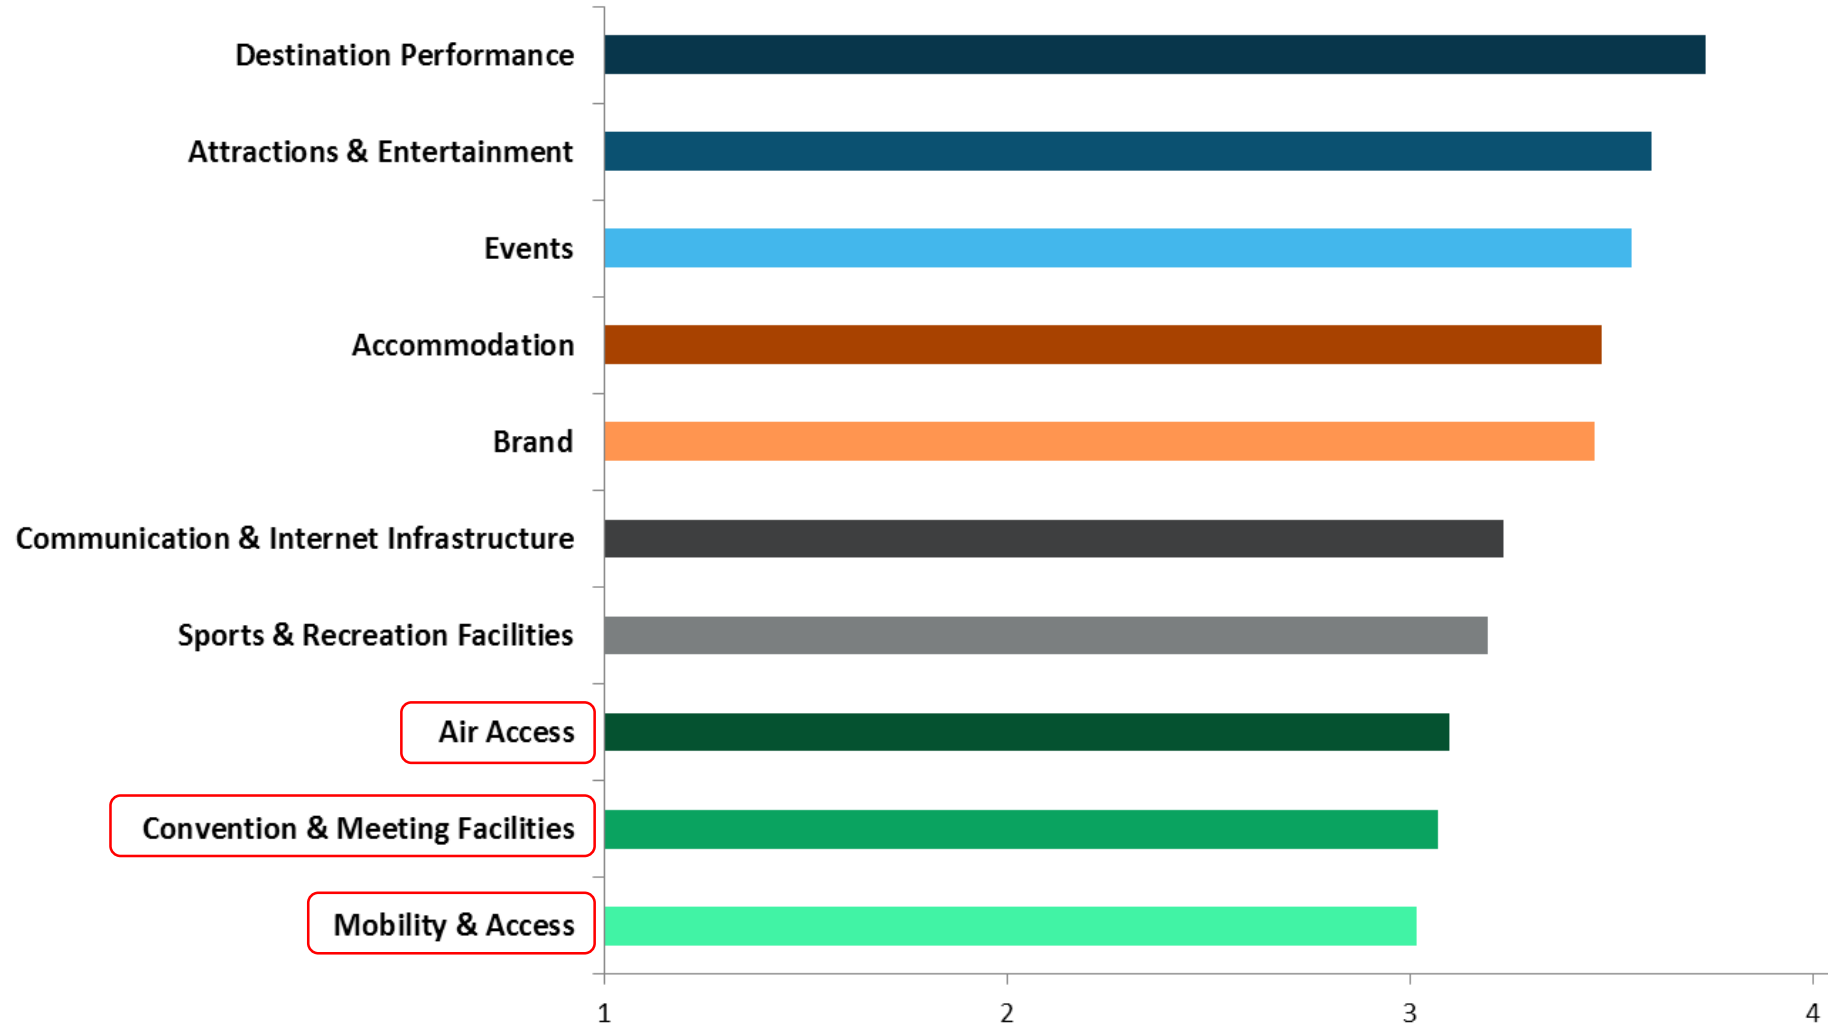 Destination Performance
Attractions & Entertainment
Events
Accommodation
Brand
Communication & Internet Infrastructure
Sports & Recreation Facilities
Air Access
Convention & Meeting Facilities
Mobility & Access
1 2 3 4